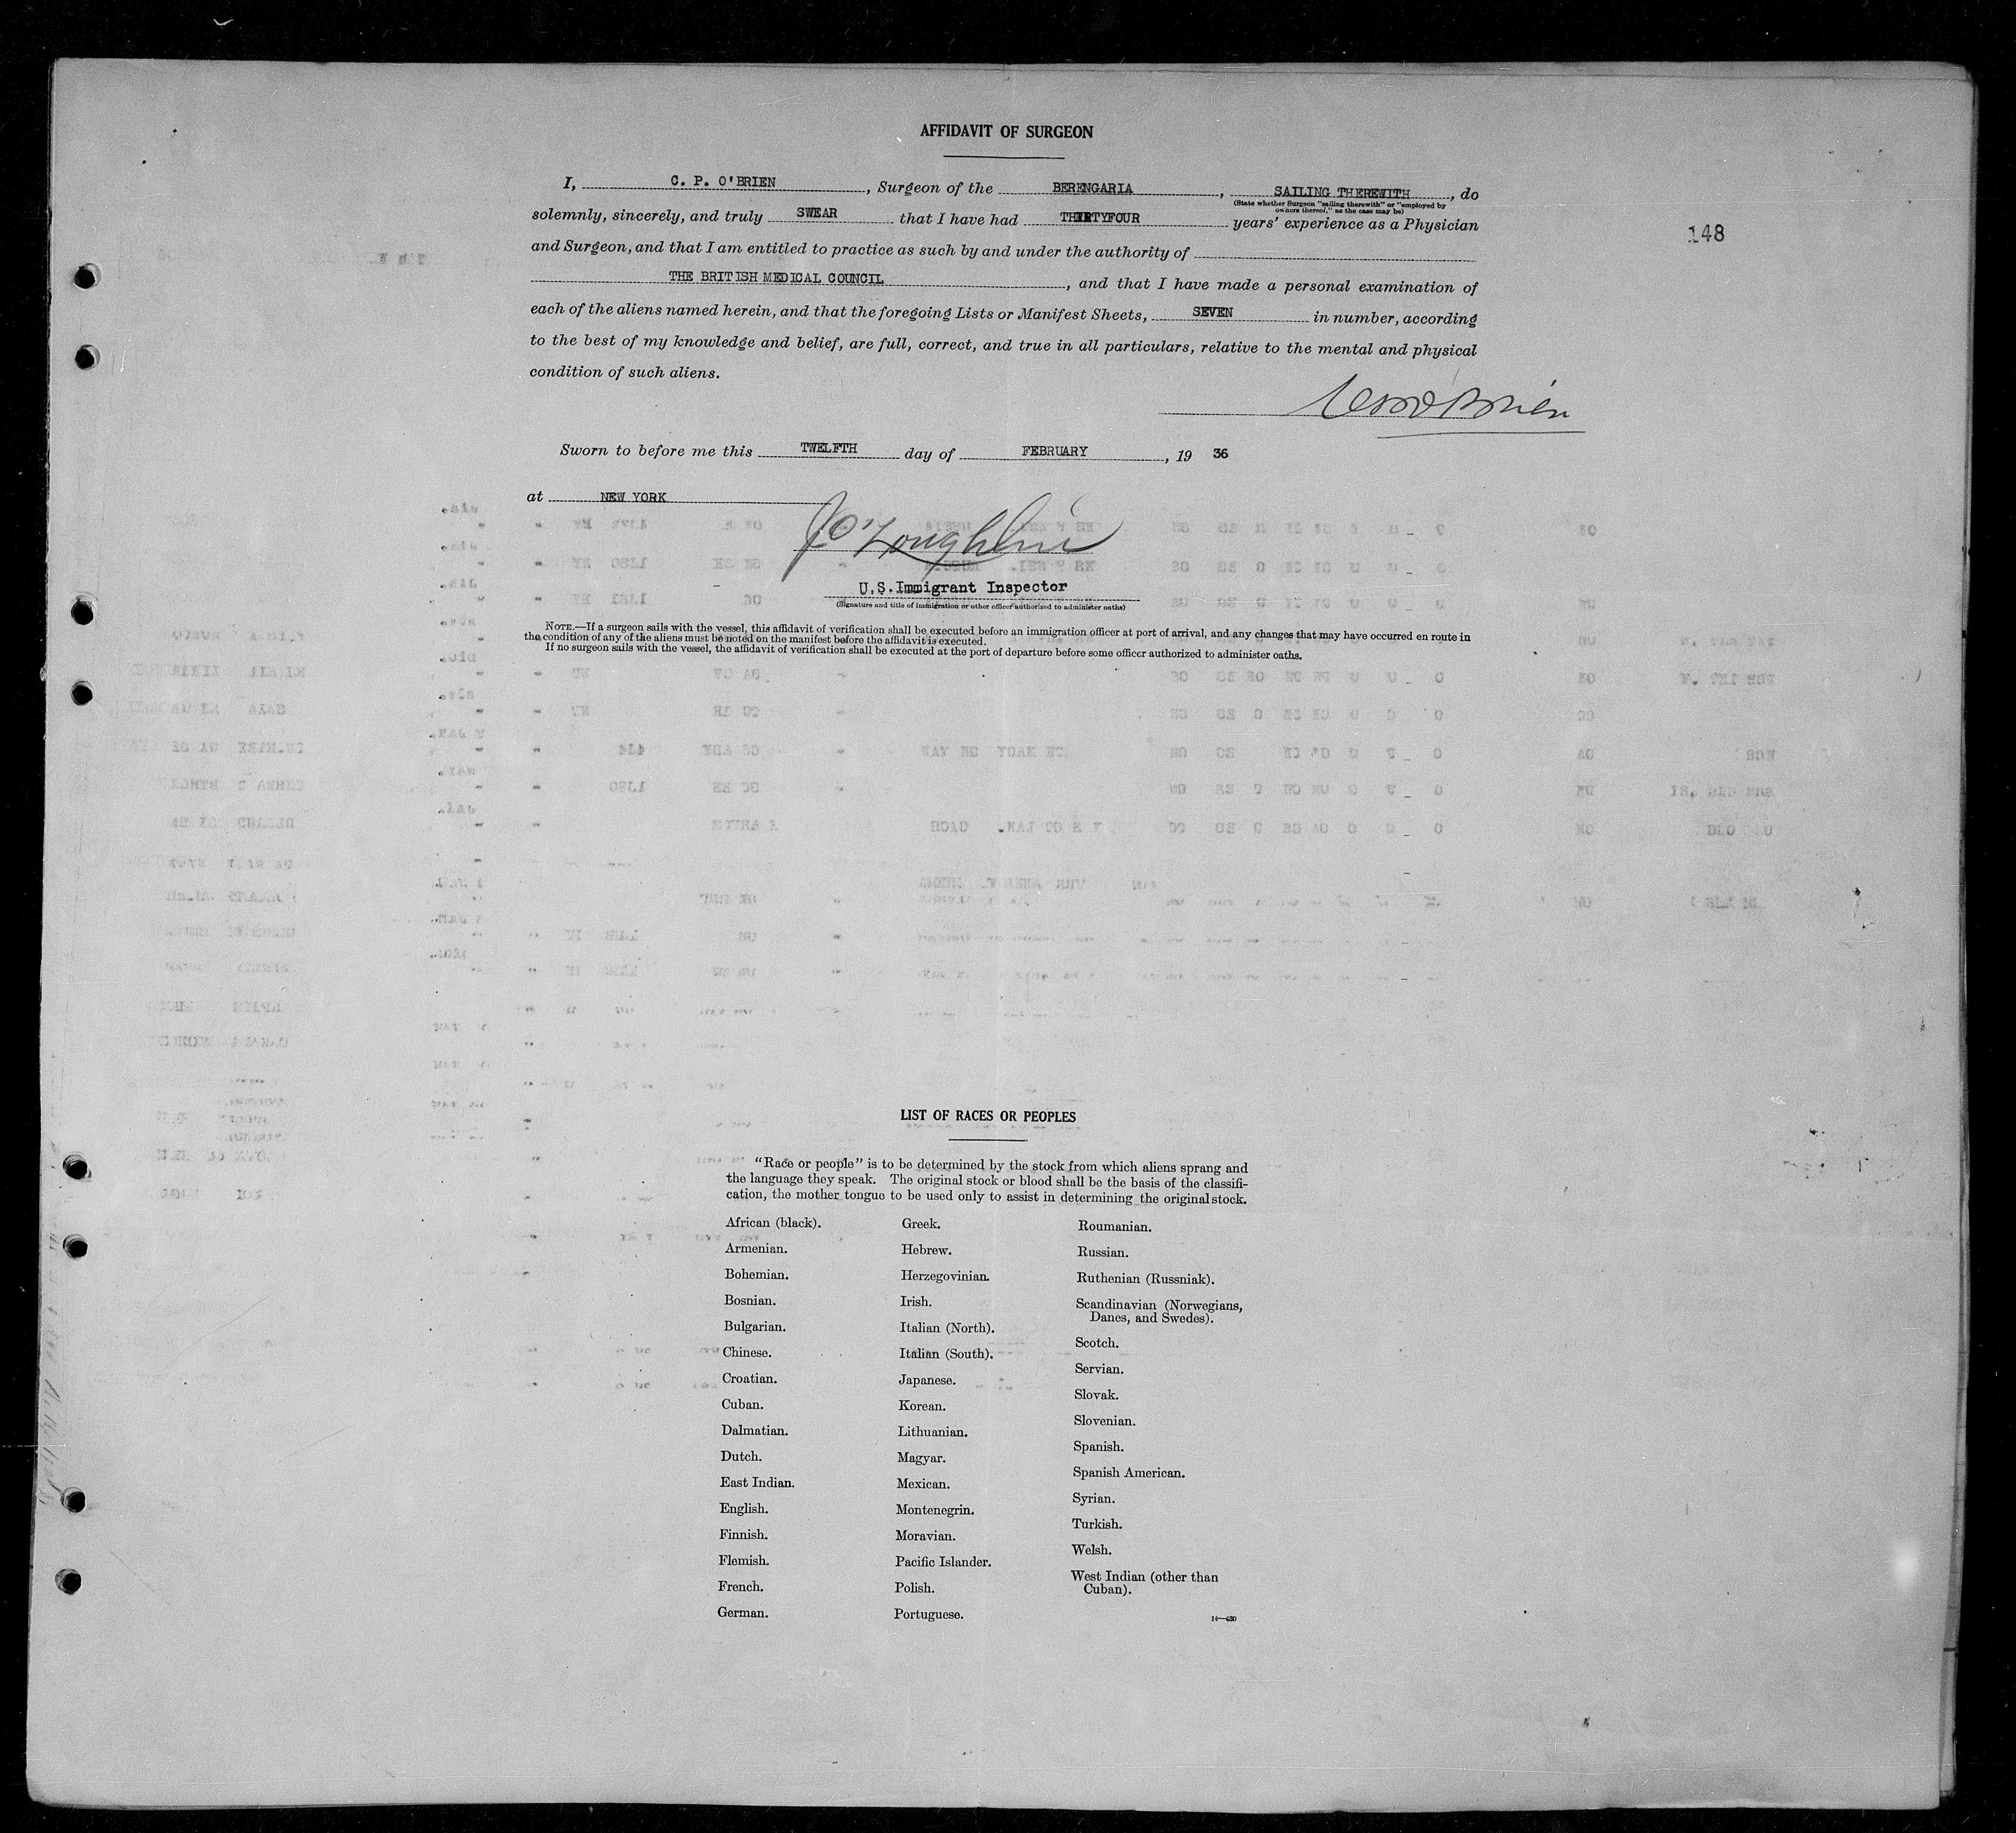 AFFIDAVIT OF SURGEON
I, C. P. O'BRIEN, Surgeon of the BERENGARIA, SAILING THEREWITH, do
(State whether Surgeon "sailing therewith" or "employed by
owners thereof," as the case may be)
solemnly, sincerely, and truly SWEAR that I have had THIRTYFOUR years' experience as a Physician
148
and Surgeon, and that I am entitled to practice as such by and under the authority of
THE BRITISH MEDICAL COUNCIL, and that I have made a personal examination of
each of the aliens named herein, and that the foregoing Lists or Manifest Sheets, SEVEN in number, according
to the best of my knowledge and belief, are full, correct, and true in all particulars, relative to the mental and physical
condition of such aliens.
Sworn to before me this TWELFTH day of FEBRUARY, 19 36
at NEW YORK
U.S. Immigrant Inspector
(Signature and title of immigration or other officer authorized to administer oaths)
NOTE.—If a surgeon sails with the vessel, this affidavit of verification shall be executed before an immigration officer at port of arrival, and any changes that may have occurred en route in
the condition of any of the aliens must be noted on the manifest before the affidavit is executed.
If no surgeon sails with the vessel, the affidavit of verification shall be executed at the port of departure before some officer authorized to administer oaths.
LIST OF RACES OR PEOPLES
"Race or people" is to be determined by the stock from which aliens sprang and
the language they speak. The original stock or blood shall be the basis of the classifi-
cation, the mother tongue to be used only to assist in determining the original stock.
African (black).
Armenian.
Bohemian.
Bosnian.
Bulgarian.
Chinese.
Croatian.
Cuban.
Dalmatian.
Dutch.
East Indian.
English.
Finnish.
Flemish.
French.
German.
Greek.
Hebrew.
Herzegovinian.
Irish.
Italian (North).
Italian (South).
Japanese.
Korean.
Lithuanian.
Magyar.
Mexican.
Montenegrin.
Moravian.
Pacific Islander.
Polish.
Portuguese.
Roumanian.
Russian.
Ruthenian (Russniak).
Scandinavian (Norwegians,
Danes, and Swedes).
Scotch.
Servian.
Slovak.
Slovenian.
Spanish.
Spanish American.
Syrian.
Turkish.
Welsh.
West Indian (other than
Cuban).